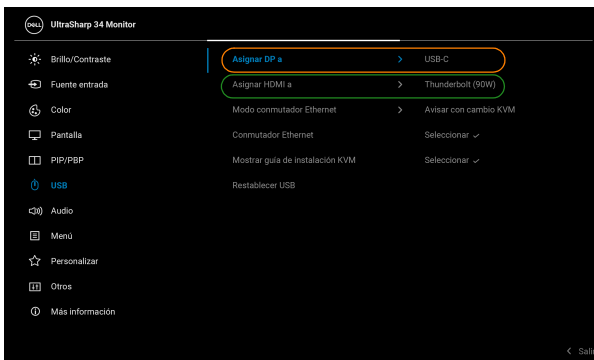 DELL UltraSharp 34 Monitor
Brillo/Contraste
Asignar DP a USB-C
Fuente entrada
Asignar HDMI a Thunderbolt (90W)
Color
Modo conmutador Ethernet Avisar con cambio KVM
Pantalla
Conmutador Ethernet Seleccionar
PIP/PBP
Mostrar guía de instalación KVM Seleccionar
USB
Restablecer USB
Audio
Menú
Personalizar
Otros
Más información